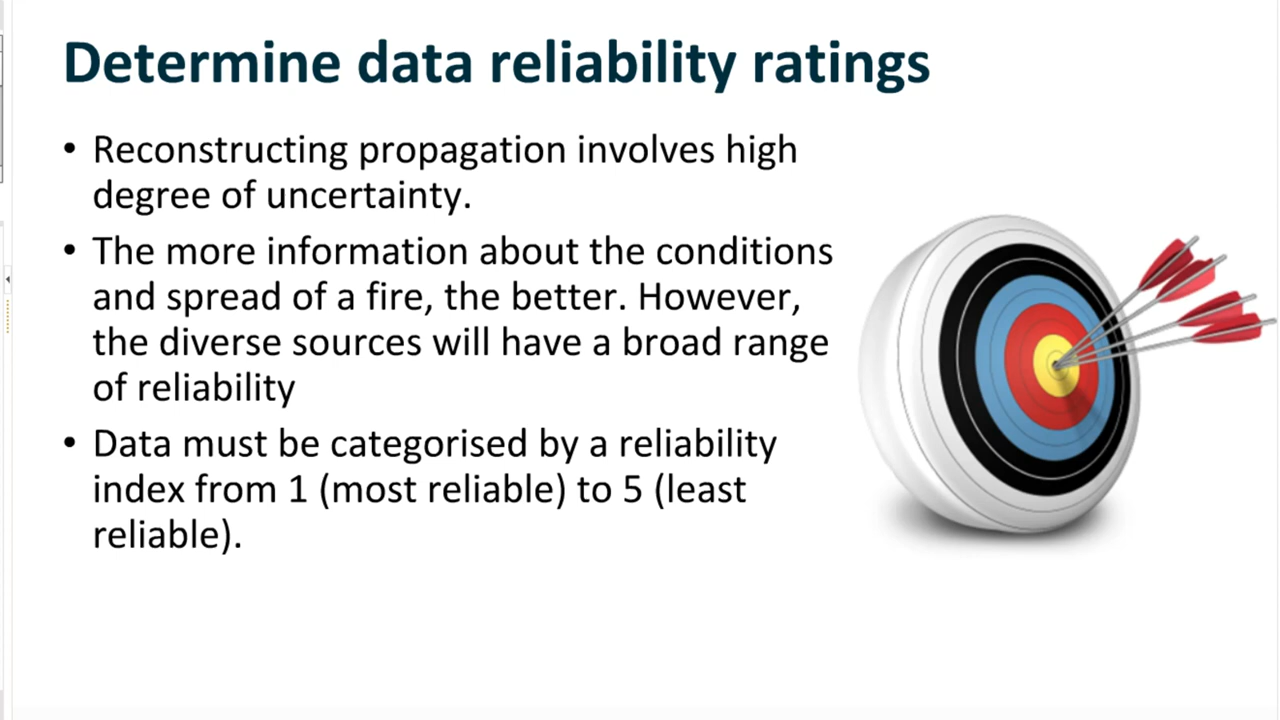 Determine data reliability ratings
• Reconstructing propagation involves high
degree of uncertainty.
• The more information about the conditions
and spread of a fire, the better. However,
the diverse sources will have a broad range
of reliability
• Data must be categorised by a reliability
index from 1 (most reliable) to 5 (least
reliable).